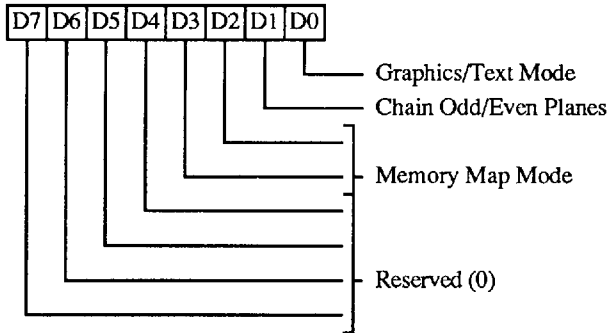 D7 D6 D5 D4 D3 D2 D1 D0
Graphics/Text Mode
Chain Odd/Even Planes
Memory Map Mode
Reserved (0)